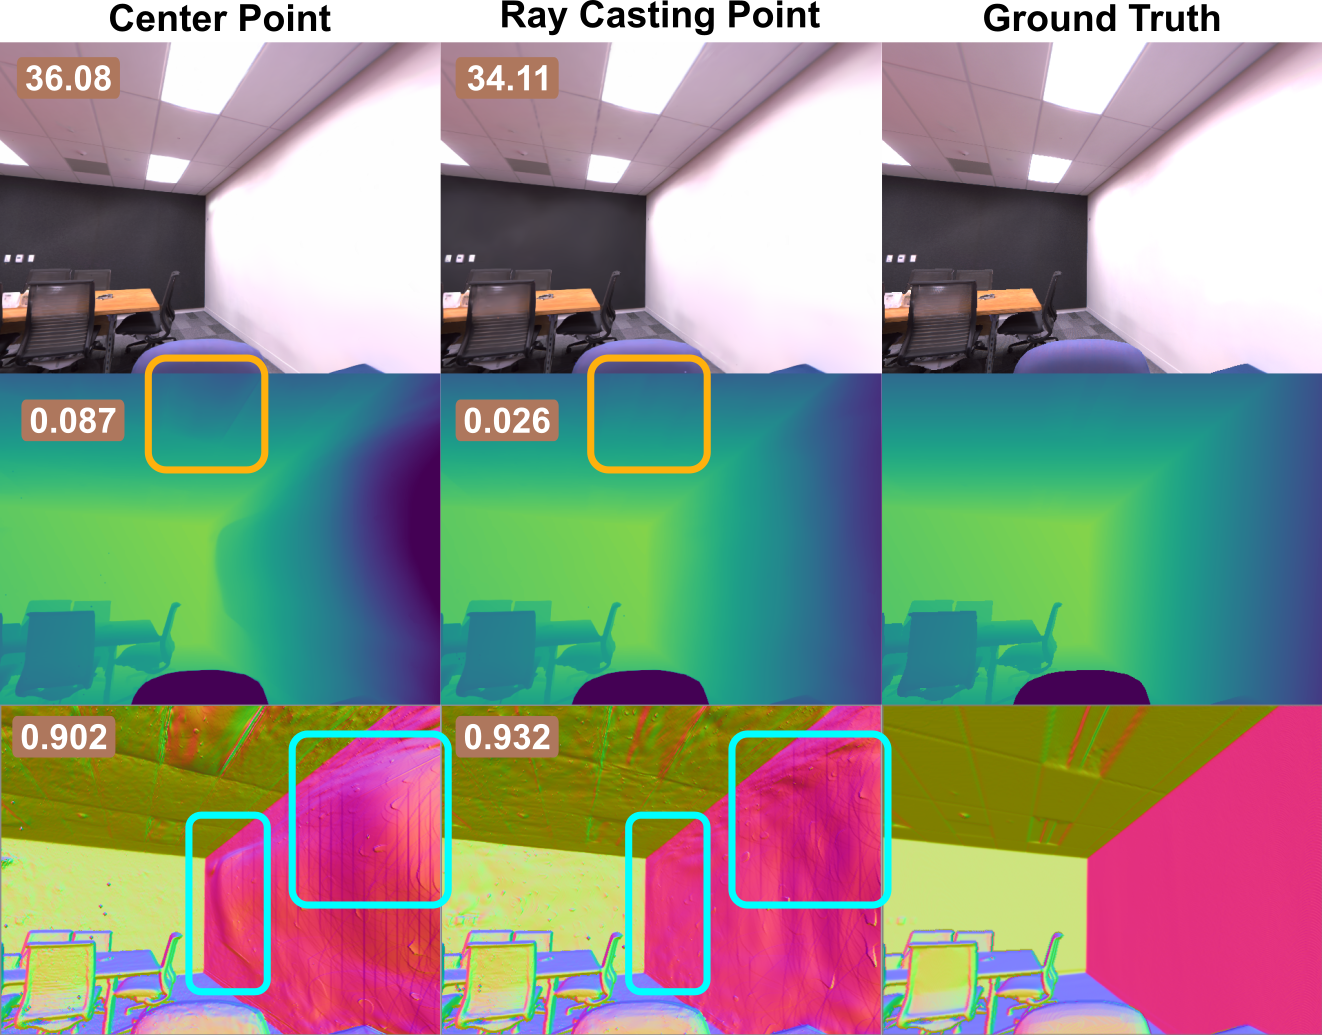 Center Point
Ray Casting Point
Ground Truth
36.08
34.11
0.087
0.026
0.902
0.932